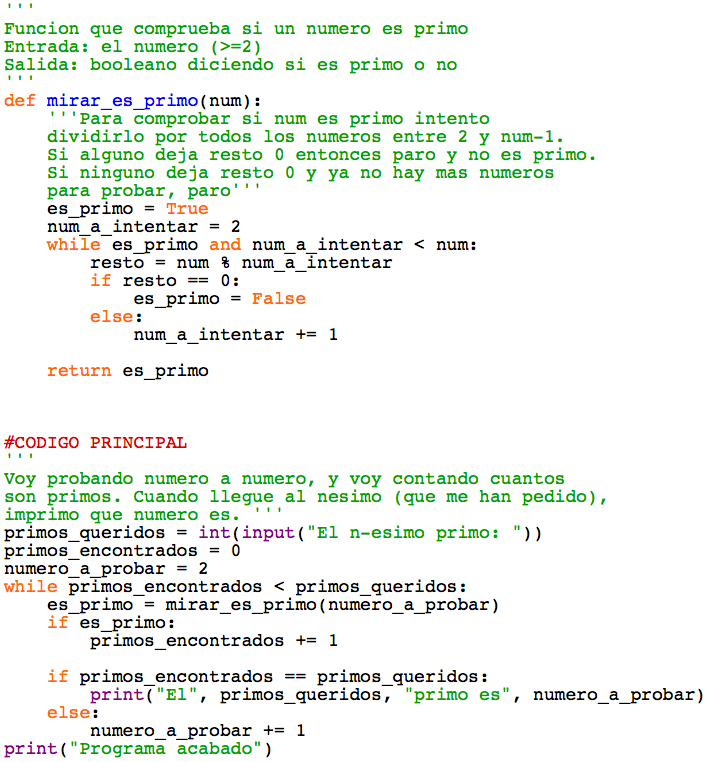 '''
Funcion que comprueba si un numero es primo
Entrada: el numero (>=2)
Salida: booleano diciendo si es primo o no
'''
def mirar_es_primo(num):
    '''Para comprobar si num es primo intento
    dividirlo por todos los numeros entre 2 y num-1.
    Si alguno deja resto 0 entonces paro y no es primo.
    Si ninguno deja resto 0 y ya no hay mas numeros
    para probar, paro'''
    es_primo = True
    num_a_intentar = 2
    while es_primo and num_a_intentar < num:
        resto = num % num_a_intentar
        if resto == 0:
            es_primo = False
        else:
            num_a_intentar += 1

    return es_primo

#CODIGO PRINCIPAL
'''
Voy probando numero a numero, y voy contando cuantos
son primos. Cuando llegue al nesimo (que me han pedido),
imprimo que numero es. '''
primos_queridos = int(input("El n-esimo primo: "))
primos_encontrados = 0
numero_a_probar = 2
while primos_encontrados < primos_queridos:
    es_primo = mirar_es_primo(numero_a_probar)
    if es_primo:
        primos_encontrados += 1

    if primos_encontrados == primos_queridos:
        print("El", primos_queridos, "primo es", numero_a_probar)
    else:
        numero_a_probar += 1
print("Programa acabado")